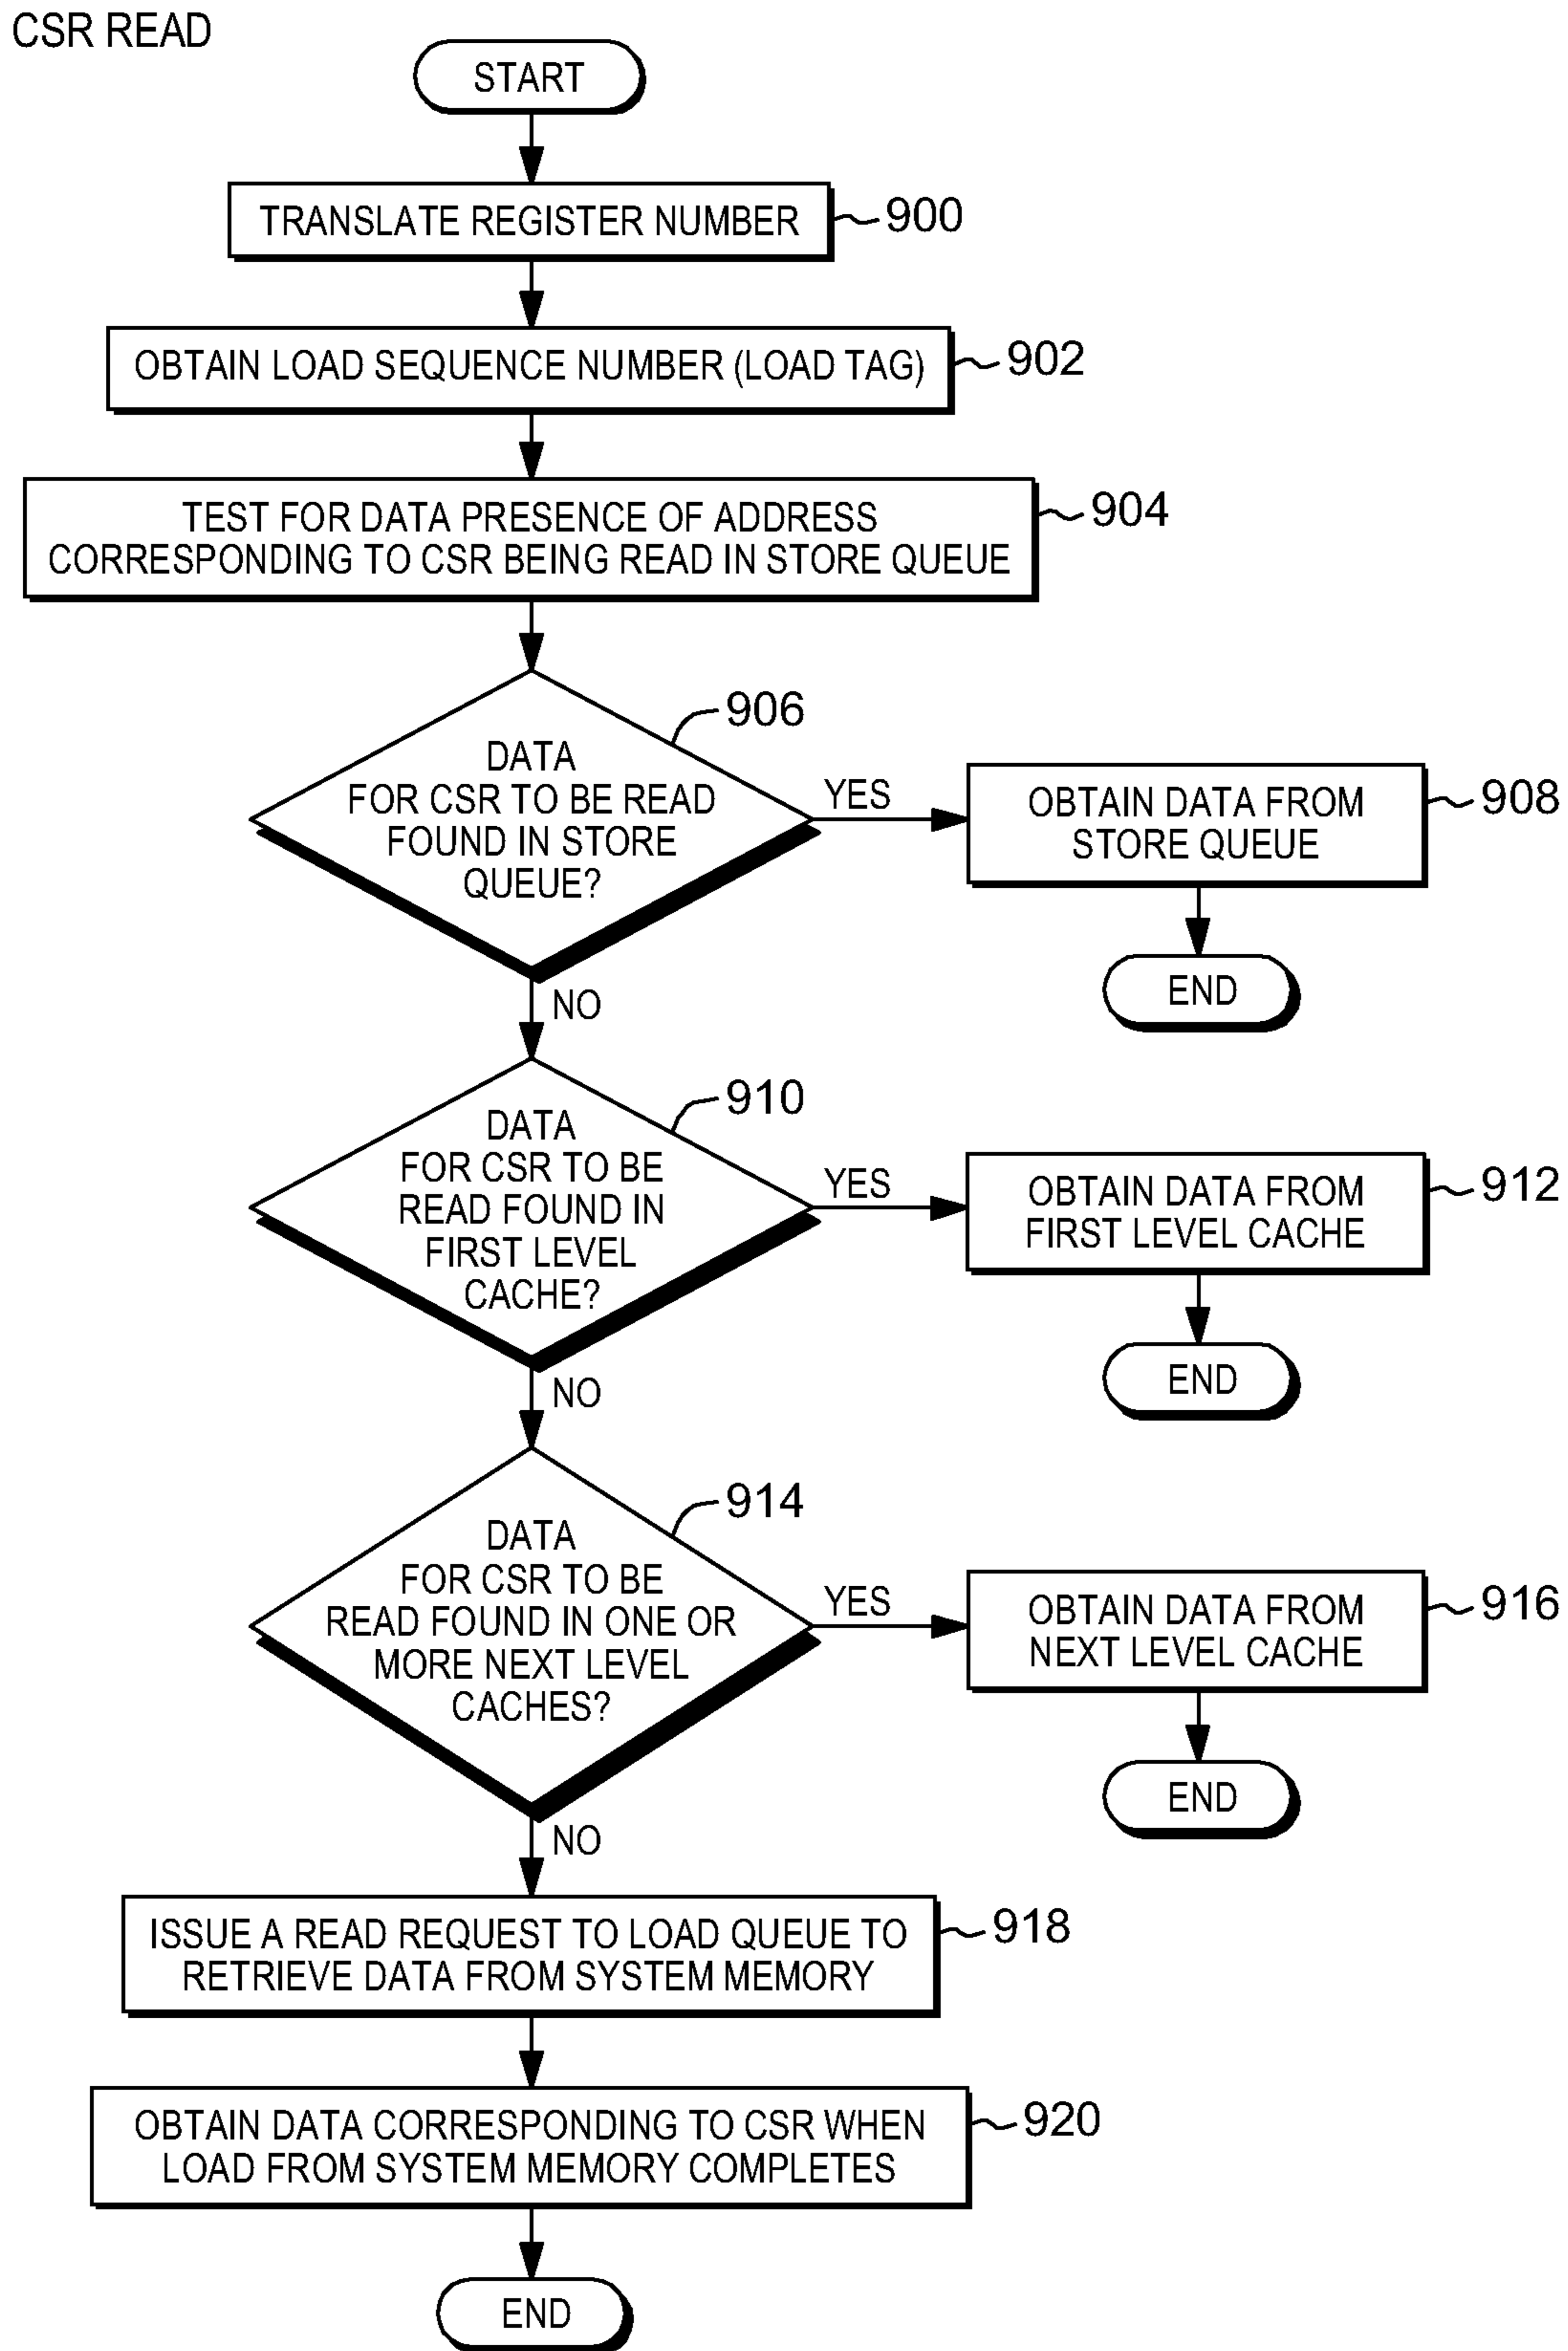 CSR READ
START
TRANSLATE REGISTER NUMBER
900
OBTAIN LOAD SEQUENCE NUMBER (LOAD TAG)
902
TEST FOR DATA PRESENCE OF ADDRESS
CORRESPONDING TO CSR BEING READ IN STORE QUEUE
904
DATA
FOR CSR TO BE READ
FOUND IN STORE
QUEUE?
906
YES
OBTAIN DATA FROM
STORE QUEUE
908
END
NO
DATA
FOR CSR TO BE
READ FOUND IN
FIRST LEVEL
CACHE?
910
YES
OBTAIN DATA FROM
FIRST LEVEL CACHE
912
END
NO
DATA
FOR CSR TO BE
READ FOUND IN ONE OR
MORE NEXT LEVEL
CACHES?
914
YES
OBTAIN DATA FROM
NEXT LEVEL CACHE
916
END
NO
ISSUE A READ REQUEST TO LOAD QUEUE TO
RETRIEVE DATA FROM SYSTEM MEMORY
918
OBTAIN DATA CORRESPONDING TO CSR WHEN
LOAD FROM SYSTEM MEMORY COMPLETES
920
END